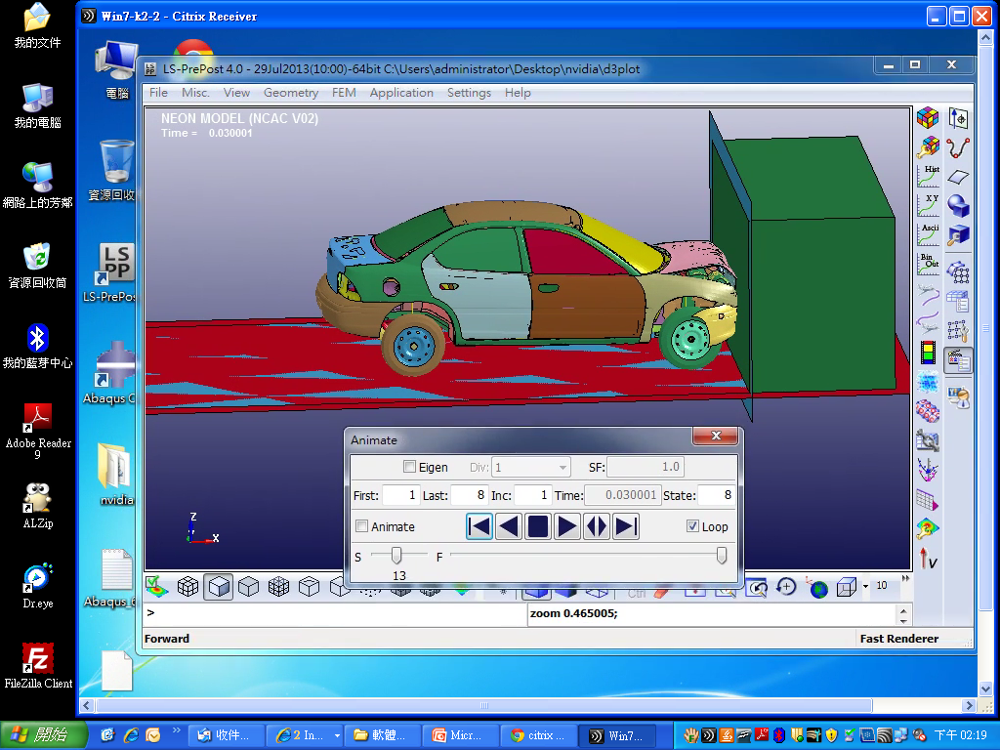 Win7-k2-2 - Citrix Receiver
我的文件
我的電腦
網路上的芳鄰
資源回收筒
我的藍芽中心
Adobe Reader
9
ALZip
Dr.eye
FileZilla Client
電腦
資源回收
LS-PrePos
Abaqus C
nvidia
Abaqus_6
LS-PrePost 4.0 - 29Jul2013(10:00)-64bit C:\Users\administrator\Desktop\nvidia\d3plot
File Misc. View Geometry FEM Application Settings Help
NEON MODEL (NCAC V02)
Time = 0.030001
Z
X
Hist
X Y
Ascii
Bin
Out
V
Animate
Eigen Div: 1 SF: 1.0
First: 1 Last: 8 Inc: 1 Time: 0.030001 State: 8
Animate Loop
S F
13
Ctrl
10
>
zoom 0.465005;
Forward
Fast Renderer
開始
收件...
2 In...
軟體...
Micr...
citrix ...
Win7...
下午 02:19